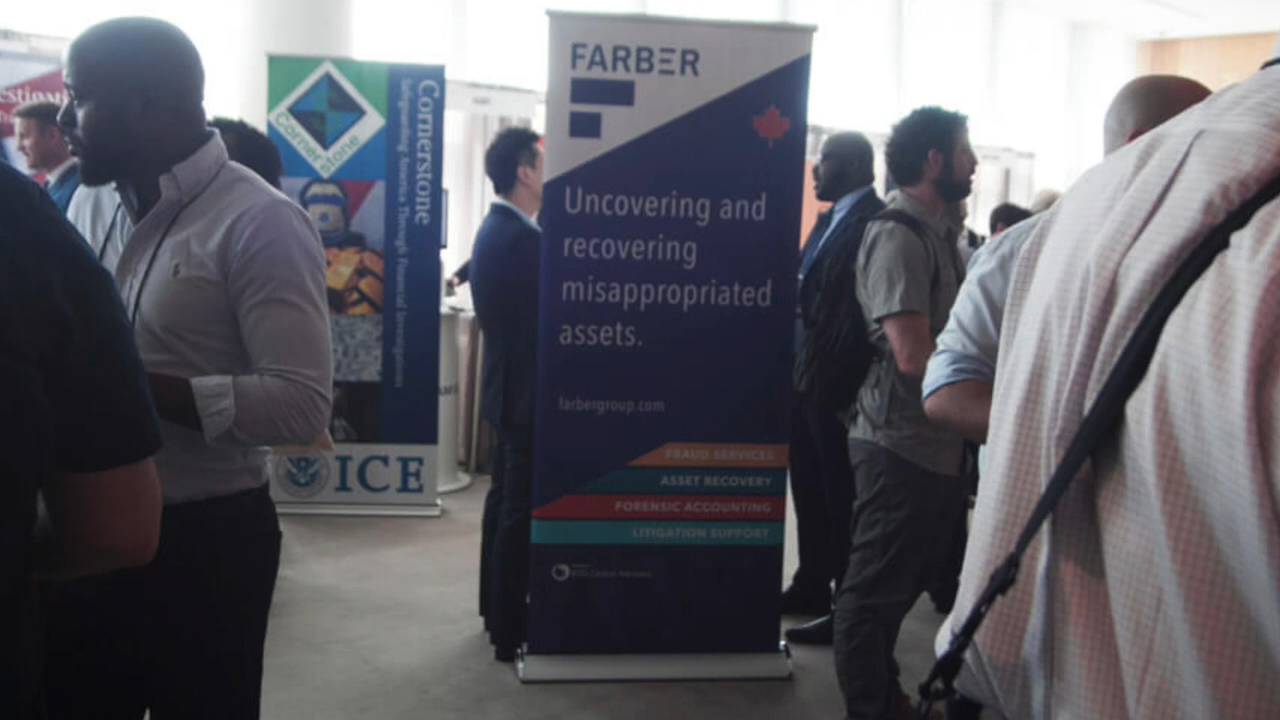 Cornerstone
Cornerstone
Safeguarding America Through Financial Investigations
ICE
FARBER
Uncovering and
recovering
misappropriated
assets.
farbergroup.com
FRAUD SERVICES
ASSET RECOVERY
FORENSIC ACCOUNTING
LITIGATION SUPPORT